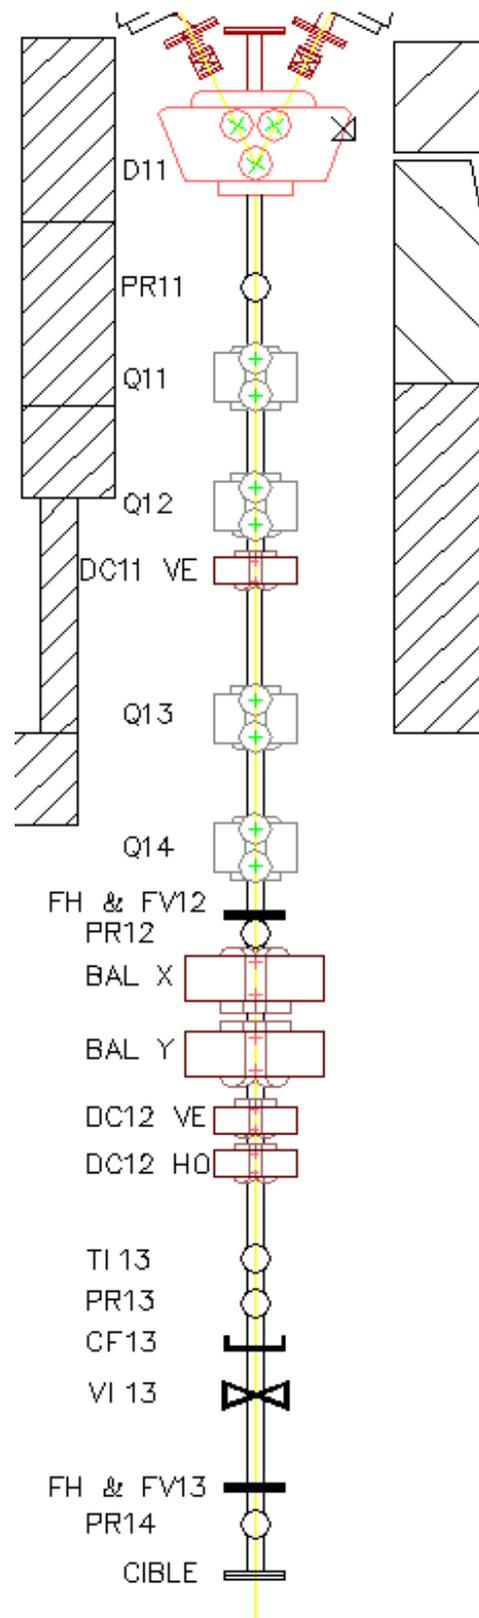 D11
PR11
Q11
Q12
DC11 VE
Q13
Q14
FH & FV12
PR12
BAL X
BAL Y
DC12 VE
DC12 HO
TI 13
PR13
CF13
VI 13
FH & FV13
PR14
CIBLE